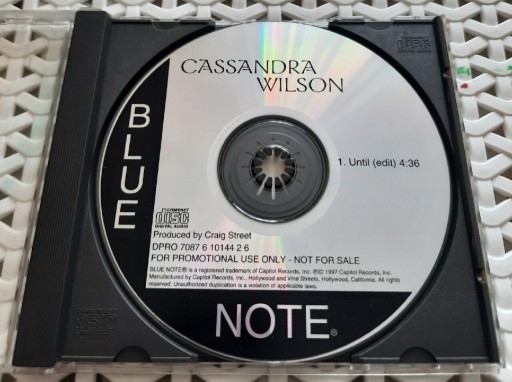 CASSANDRA
WILSON
BLUE
1. Until (edit) 4:36
COMPACT
DISC
DIGITAL AUDIO
Produced by Craig Street
DPRO 7087 6 10144 2 6
FOR PROMOTIONAL USE ONLY - NOT FOR SALE
BLUE NOTE® is a registered trademark of Capitol Records, Inc. ℗© 1997 Capitol Records, Inc.
Manufactured by Capitol Records, Inc., Hollywood and Vine Streets, Hollywood, California. All rights
reserved. Unauthorized duplication is a violation of applicable laws.
NOTE®